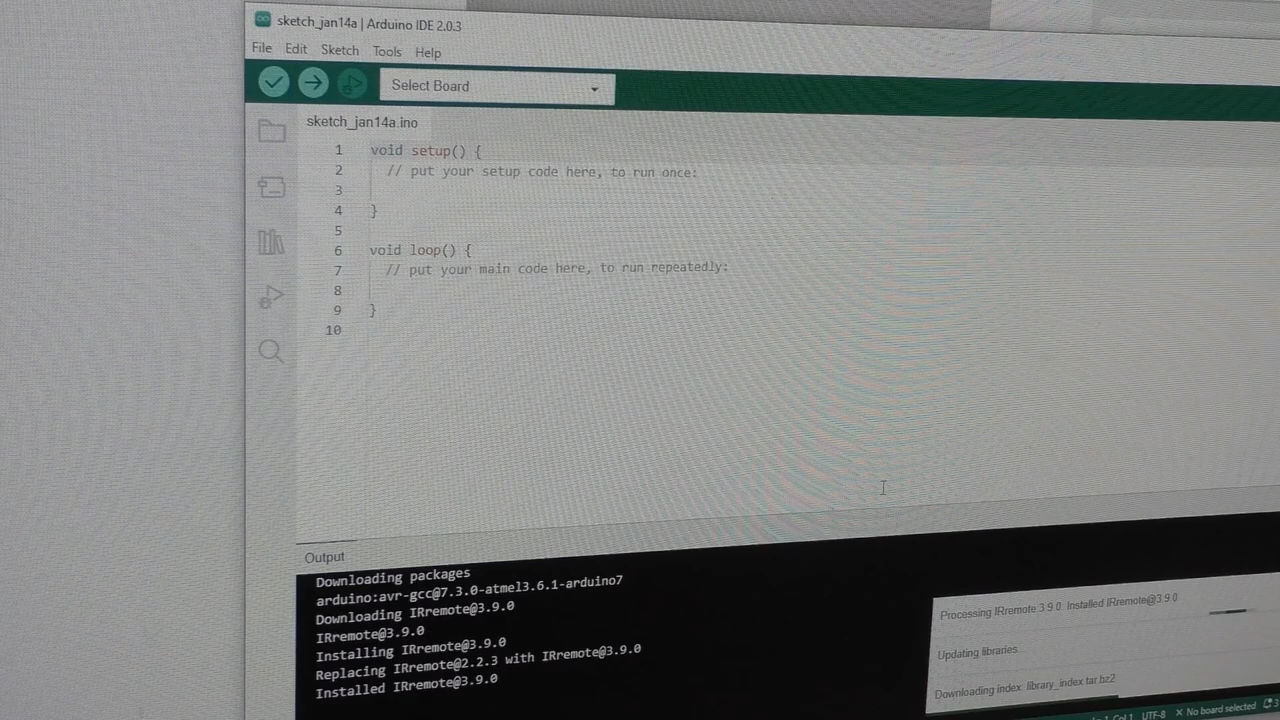 sketch_jan14a | Arduino IDE 2.0.3
File Edit Sketch Tools Help
Select Board
sketch_jan14a.ino
1 void setup() {
2 // put your setup code here, to run once:
3
4 }
5
6 void loop() {
7 // put your main code here, to run repeatedly:
8
9 }
10
Output
Downloading packages
arduino:avr-gcc@7.3.0-atmel3.6.1-arduino7
Downloading IRremote@3.9.0
IRremote@3.9.0
Installing IRremote@3.9.0
Replacing IRremote@2.2.3 with IRremote@3.9.0
Installed IRremote@3.9.0
Processing IRremote 3.9.0: Installed IRremote@3.9.0
Updating libraries...
Downloading index: library_index.tar.bz2
Col 1 UTF-8 × No board selected 3